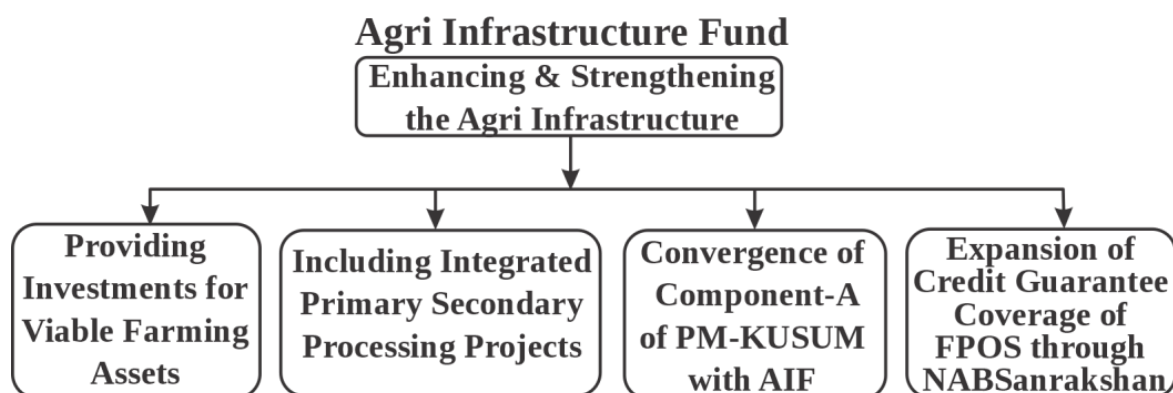 Agri Infrastructure Fund
Enhancing & Strengthening
the Agri Infrastructure
Providing
Investments for
Viable Farming
Assets
Including Integrated
Primary Secondary
Processing Projects
Convergence of
Component-A
of PM-KUSUM
with AIF
Expansion of
Credit Guarantee
Coverage of
FPOS through
NABSanrakshan